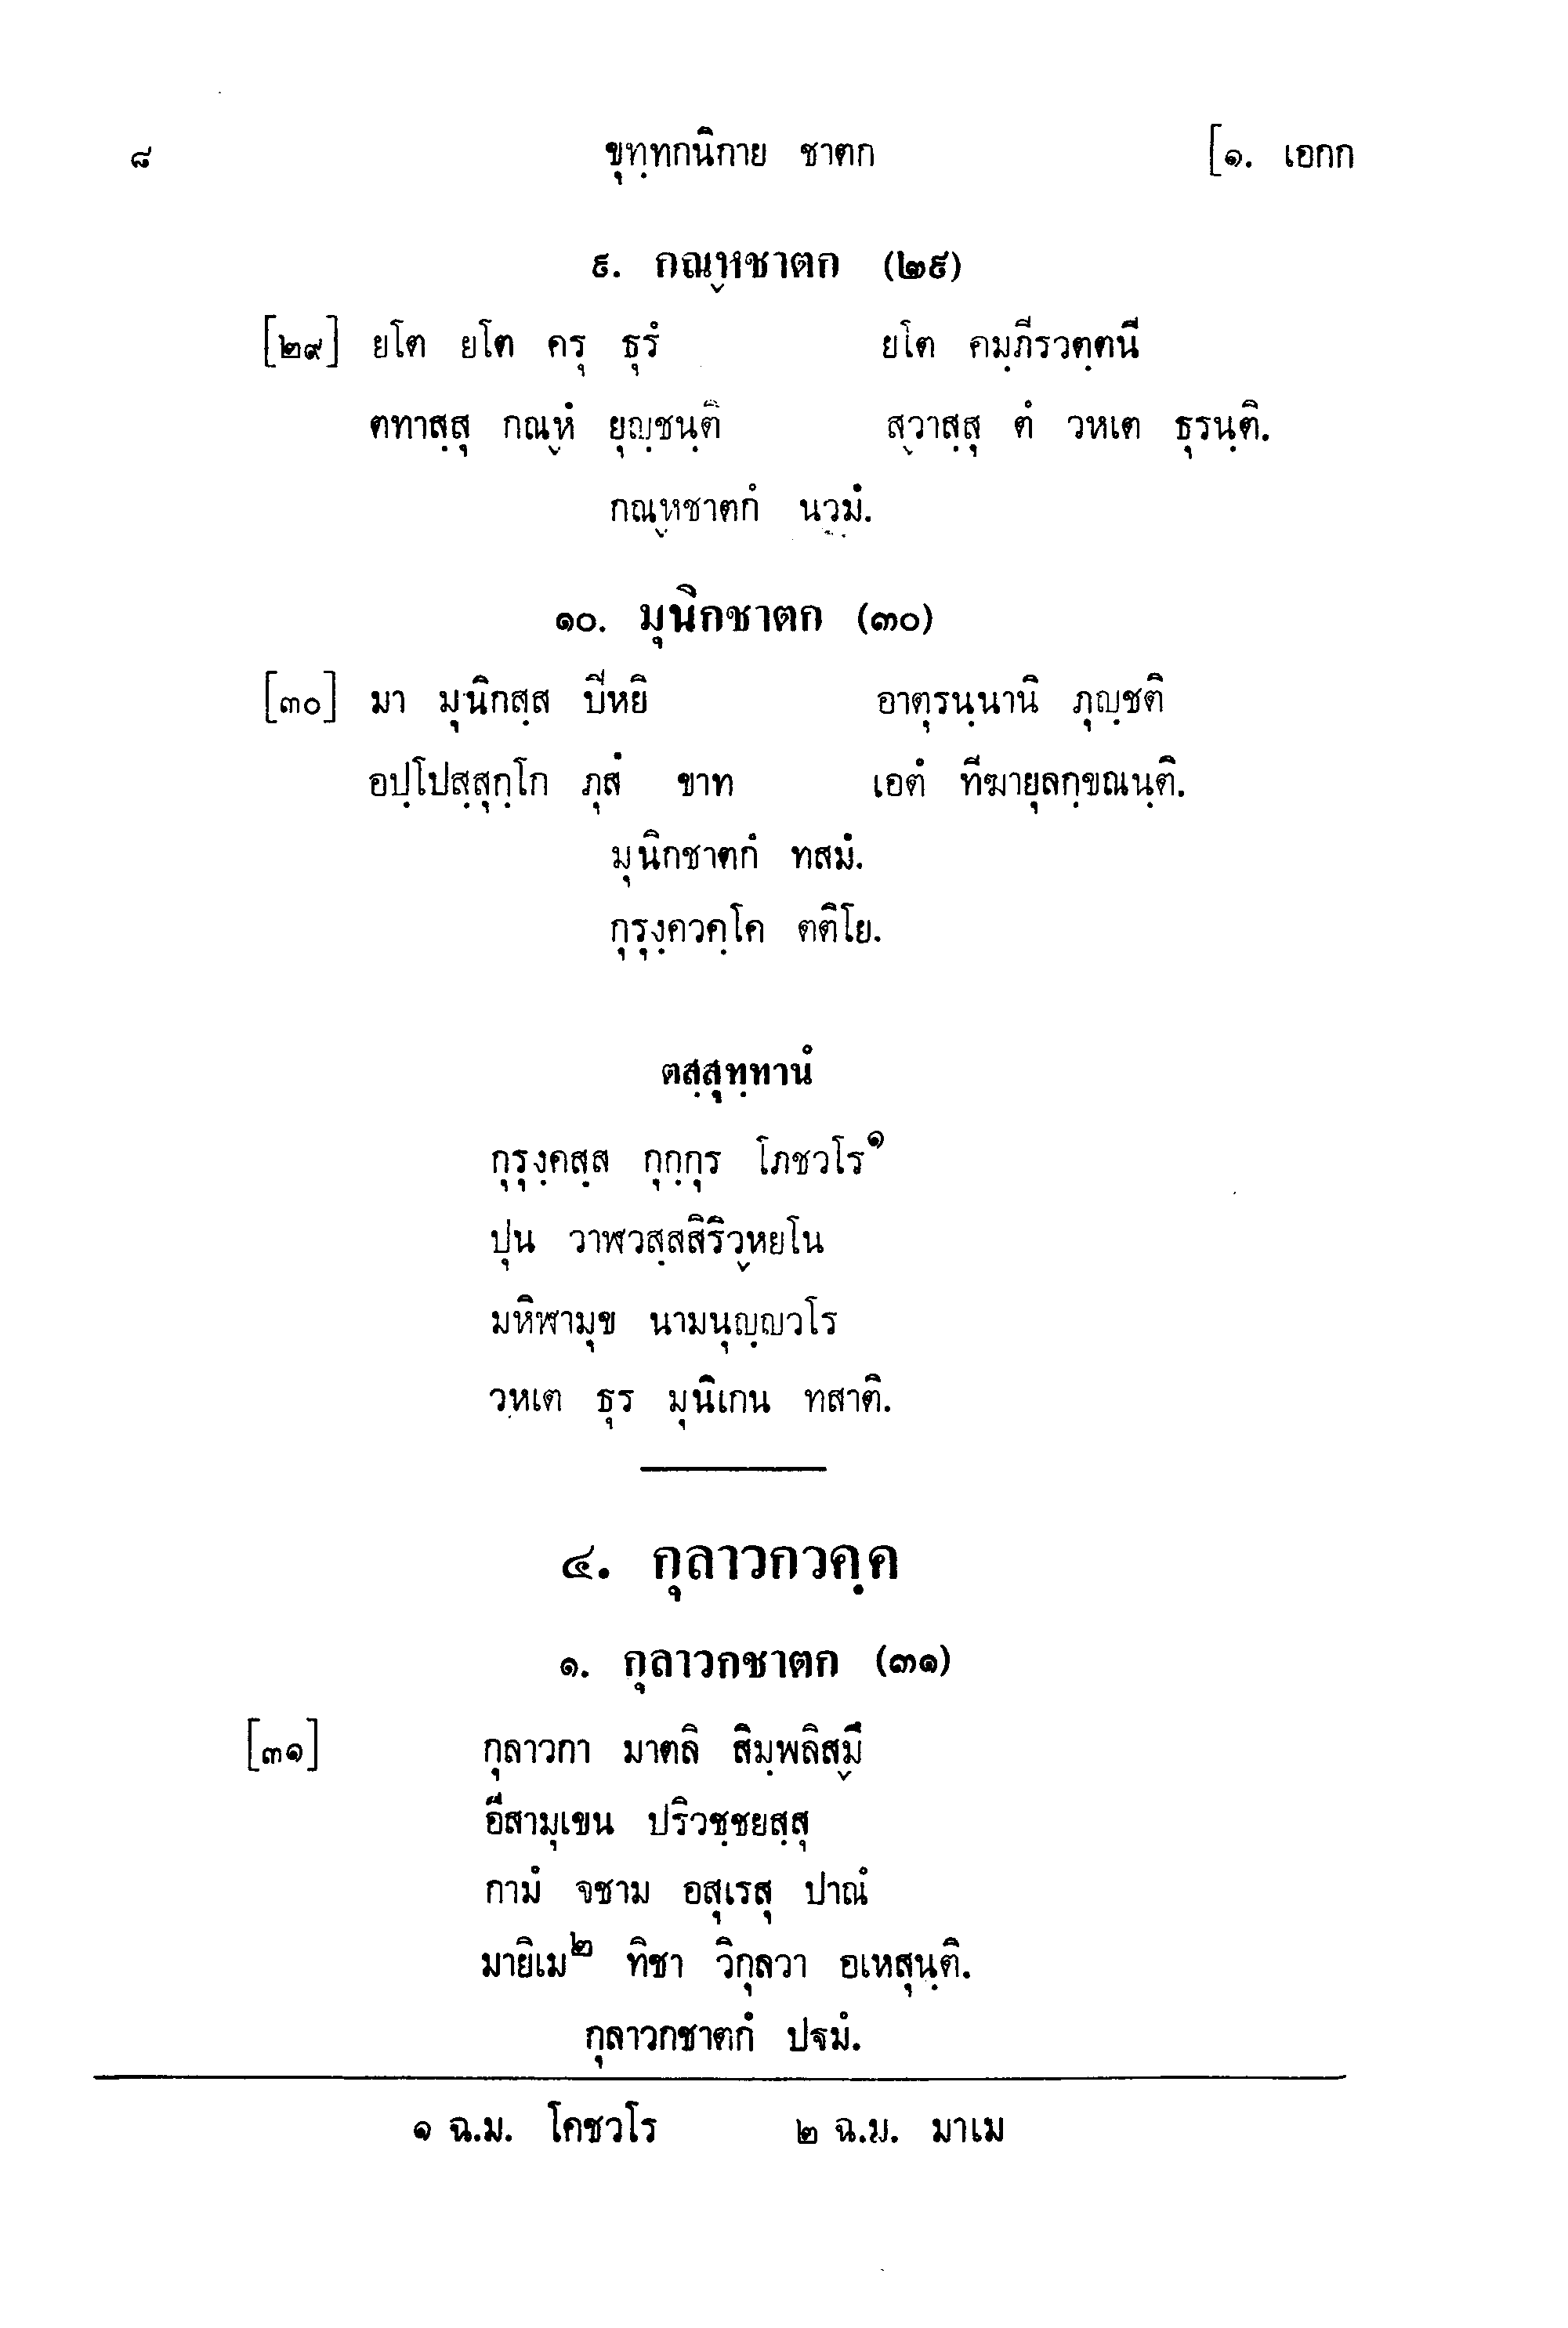 ๘ ขุทฺทกนิกาย ชาตก [๑. เอกก
๙. กณฺหชาตก (๒๙)
[๒๙] ยโต ยโต ครุ ธุรํ ยโต คมฺภีรวตฺตนี
ตทาสฺสุ กณฺหํ ยุญฺชนฺติ สฺวาสฺสุ ตํ วหเต ธุรนฺติ.
กณฺหชาตกํ นวมํ.
๑๐. มุนิกชาตก (๓๐)
[๓๐] มา มุนิกสฺส ปีหยิ อาตุรนฺนานิ ภุญฺชติ
อปฺโปสฺสุกฺโก ภุสํ ขาท เอตํ ทีฆายุลกฺขณนฺติ.
มุนิกชาตกํ ทสมํ.
กุรุงฺควคฺโค ตติโย.
ตสฺสุทฺทานํ
กุรุงฺคสฺส กุกฺกุร โภชวโร๑
ปุน วาฬวสฺสสิริวฺหยโน
มหิฬามุข นามนุญฺญวโร
วหเต ธุร มุนิเกน ทสาติ.
๔. กุลาวกวคฺค
๑. กุลาวกชาตก (๓๑)
[๓๑] กุลาวกา มาตลิ สิมฺพลิสฺมึ
อีสามุเขน ปริวชฺชยสฺสุ
กามํ จชาม อสุเรสุ ปาณํ
มายิเม๒ ทิชา วิกุลวา อเหสุนฺติ.
กุลาวกชาตกํ ปฐมํ.
๑ ฉ.ม. โคชวโร ๒ ฉ.ม. มาเม